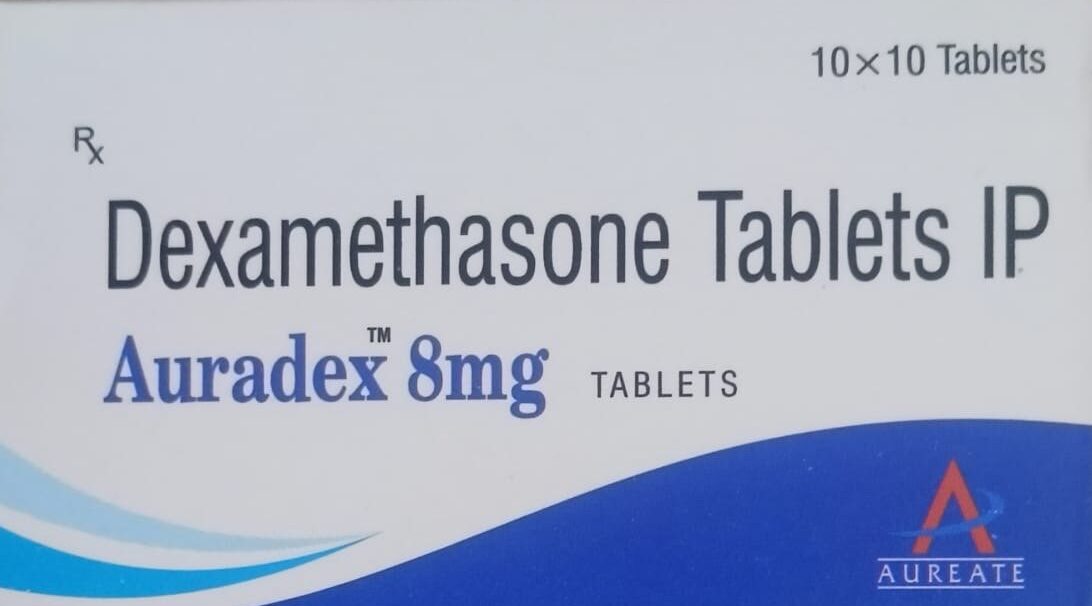 10×10 Tablets
Rx
Dexamethasone Tablets IP
Auradex™ 8mg TABLETS
AUREATE